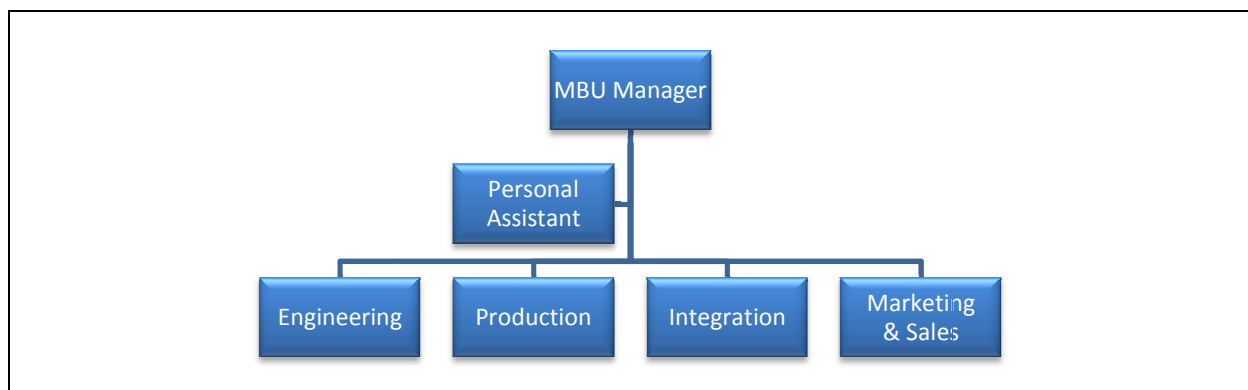 MBU Manager
Personal
Assistant
Engineering
Production
Integration
Marketing
& Sales